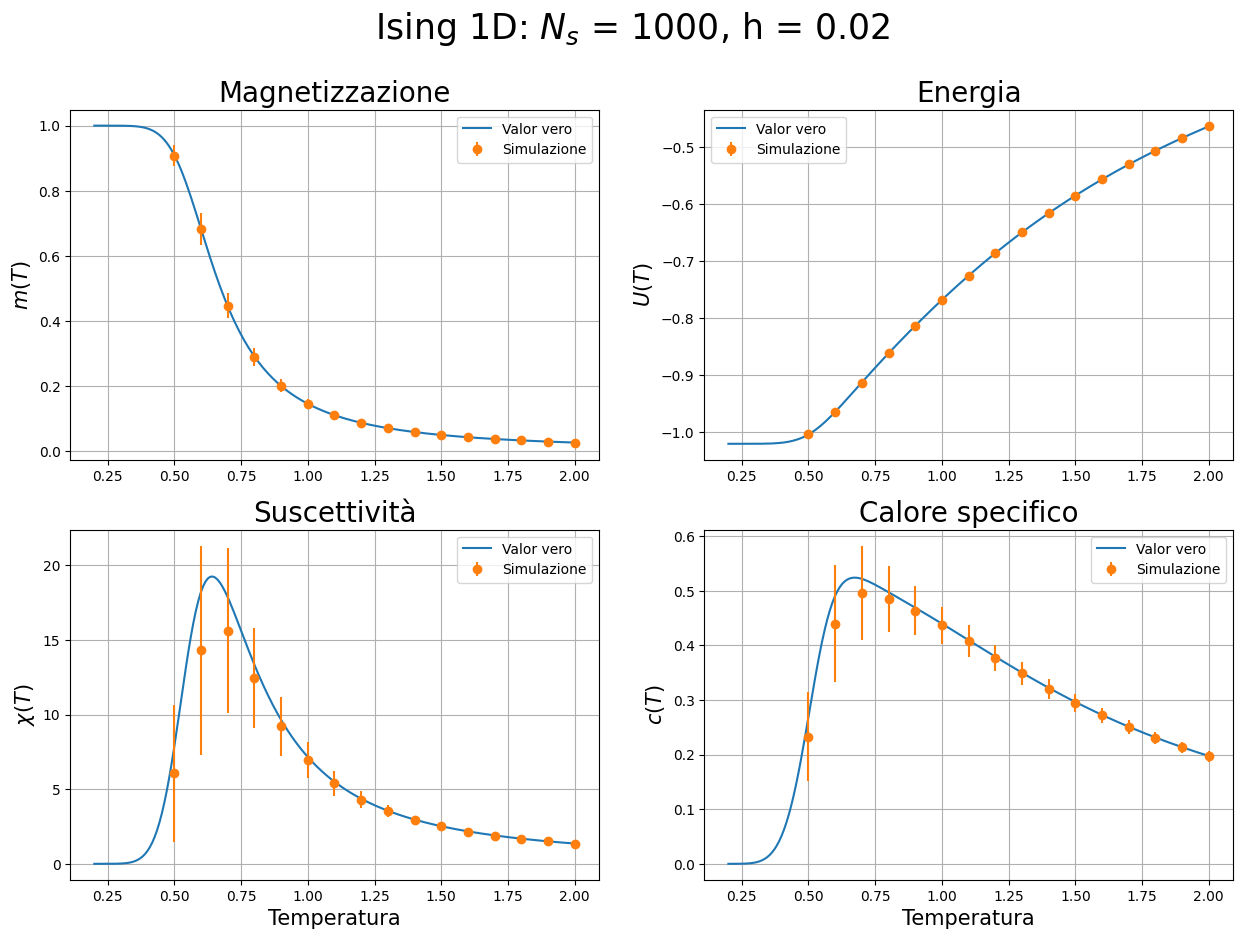 Ising 1D: Nₛ = 1000, h = 0.02
Magnetizzazione
1.0
0.8
0.6
0.4
0.2
0.0
m(T)
Valor vero
Simulazione
0.25 0.50 0.75 1.00 1.25 1.50 1.75 2.00
Energia
−0.5
−0.6
−0.7
−0.8
−0.9
−1.0
U(T)
Valor vero
Simulazione
0.25 0.50 0.75 1.00 1.25 1.50 1.75 2.00
Suscettività
20
15
10
5
0
χ(T)
Valor vero
Simulazione
0.25 0.50 0.75 1.00 1.25 1.50 1.75 2.00
Temperatura
Calore specifico
0.6
0.5
0.4
0.3
0.2
0.1
0.0
c(T)
Valor vero
Simulazione
0.25 0.50 0.75 1.00 1.25 1.50 1.75 2.00
Temperatura